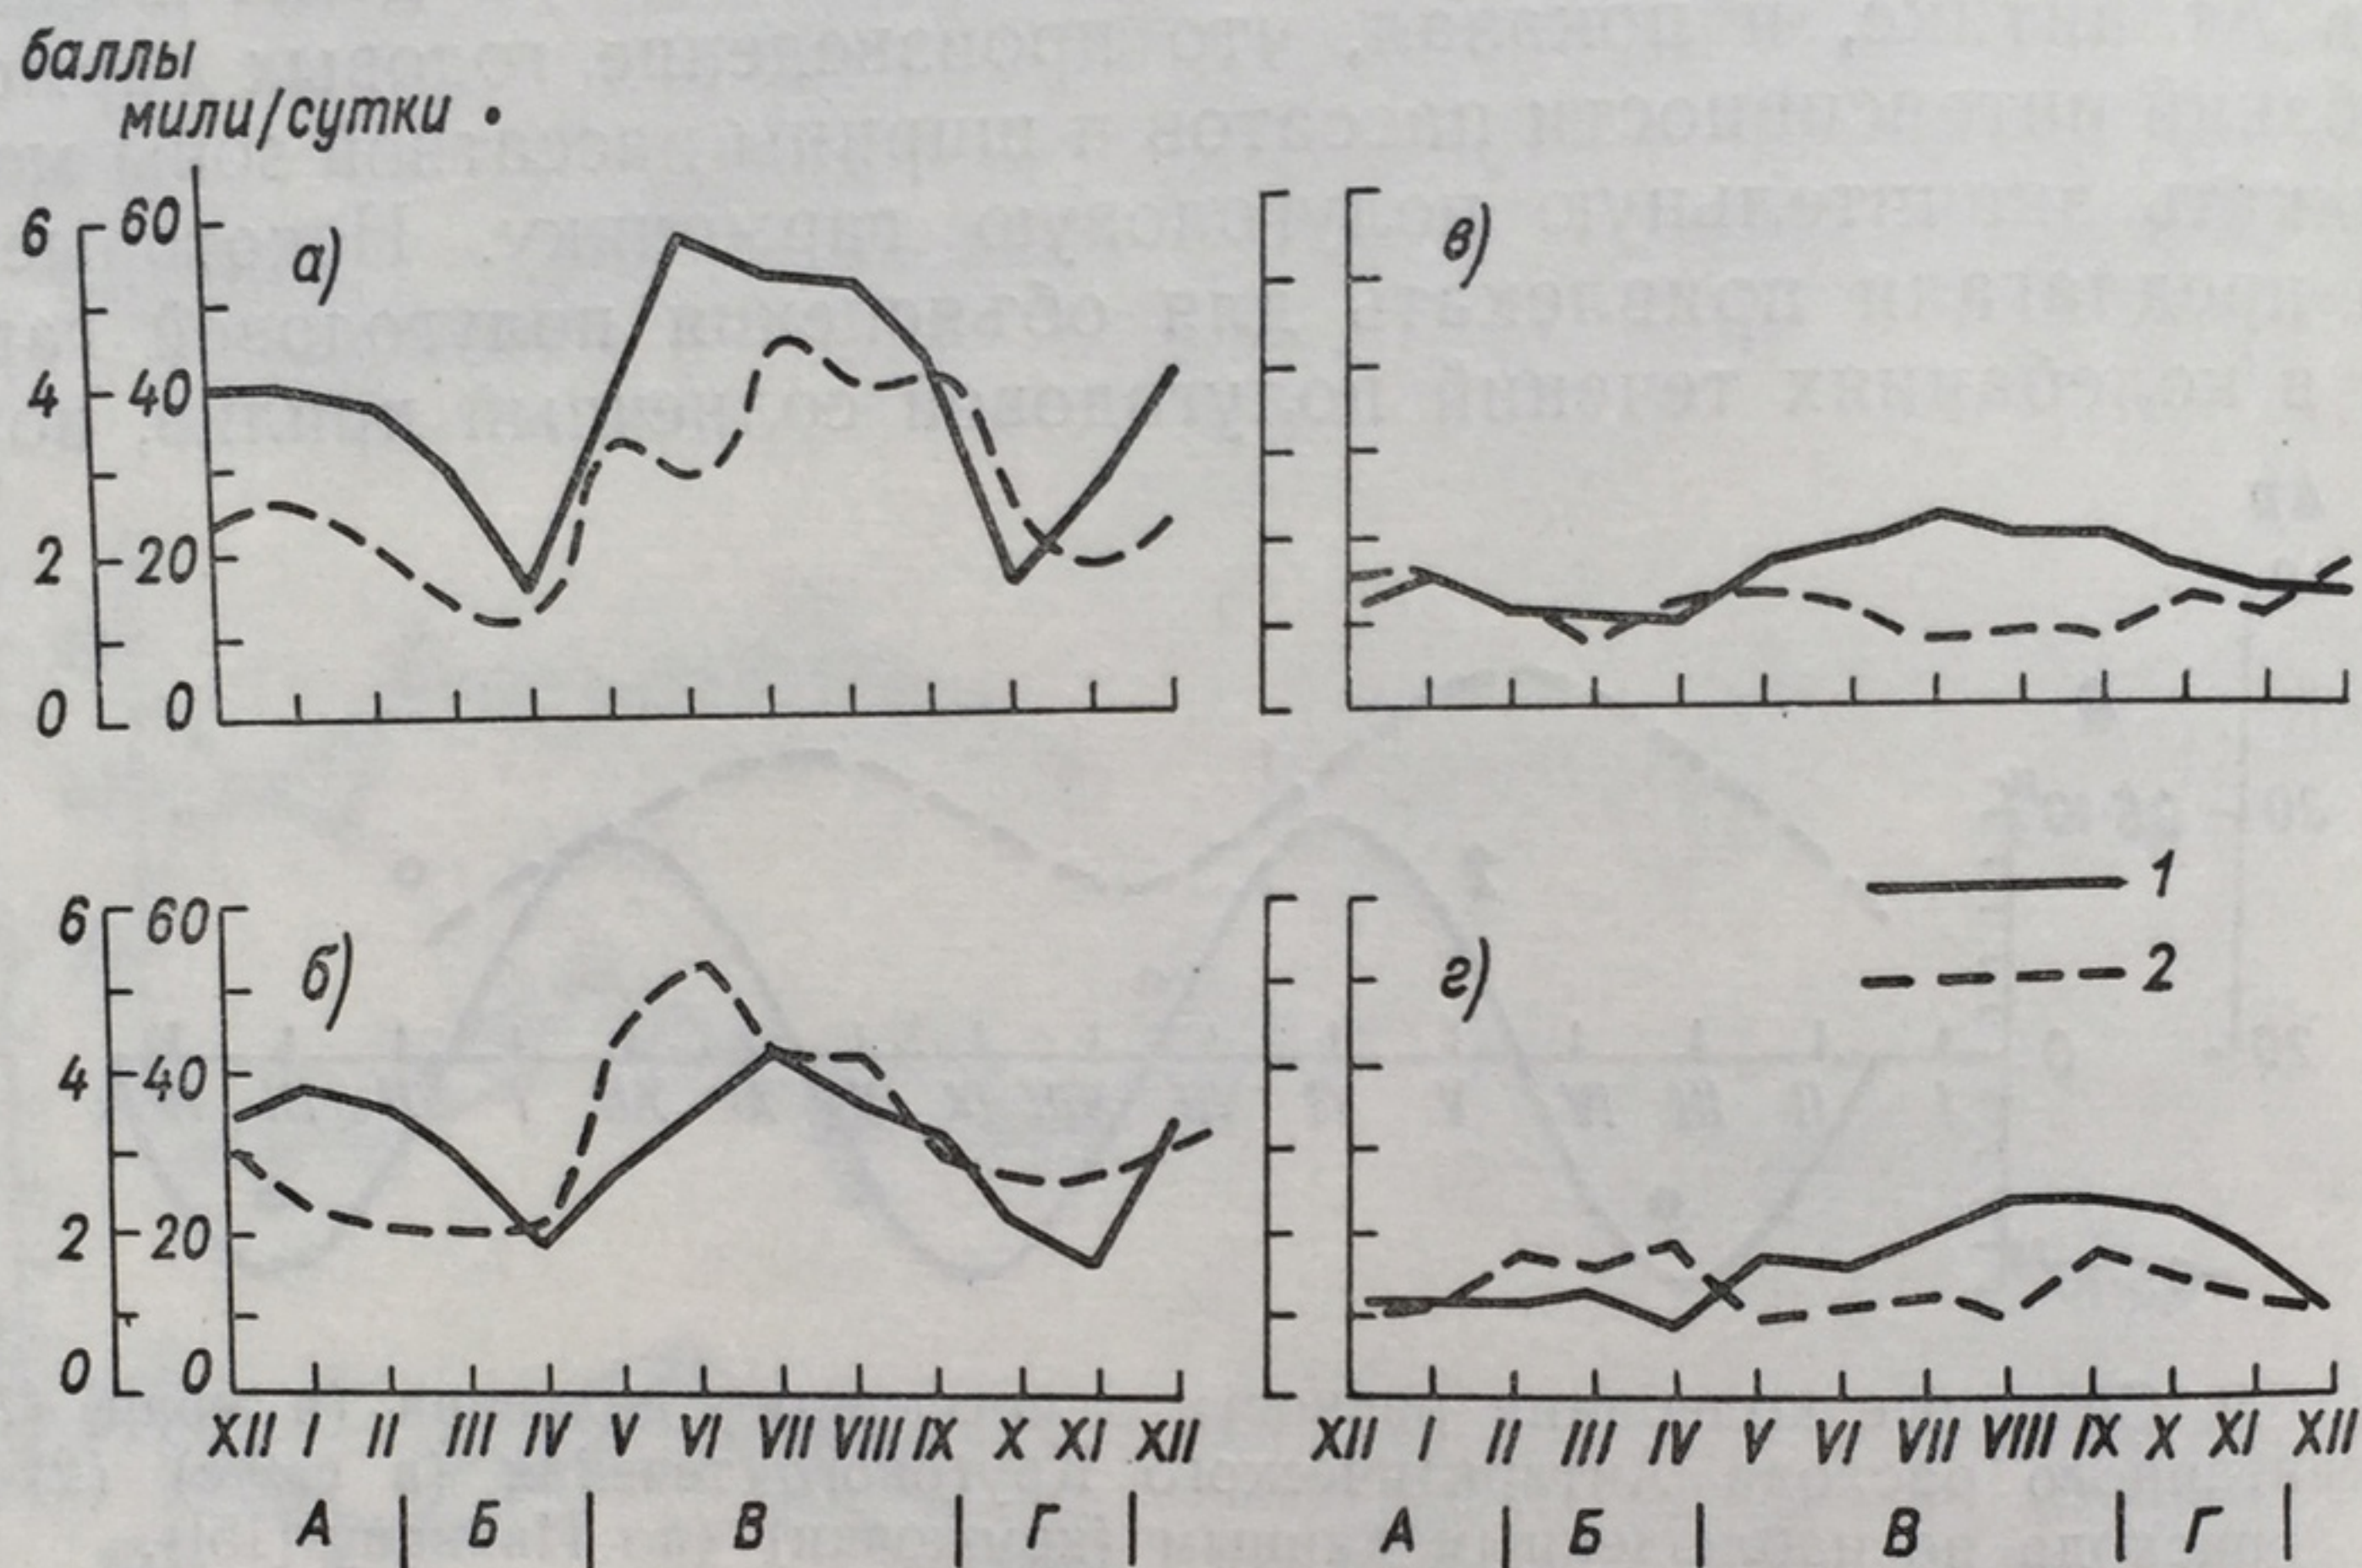 баллы
мили/сутки
а)
в)
6 60
4 40
2 20
0 0
б)
г)
1
2
6 60
4 40
2 20
0 0
XII I II III IV V VI VII VIII IX X XI XII
XII I II III IV V VI VII VIII IX X XI XII
А | Б | В | Г |
А | Б | В | Г |